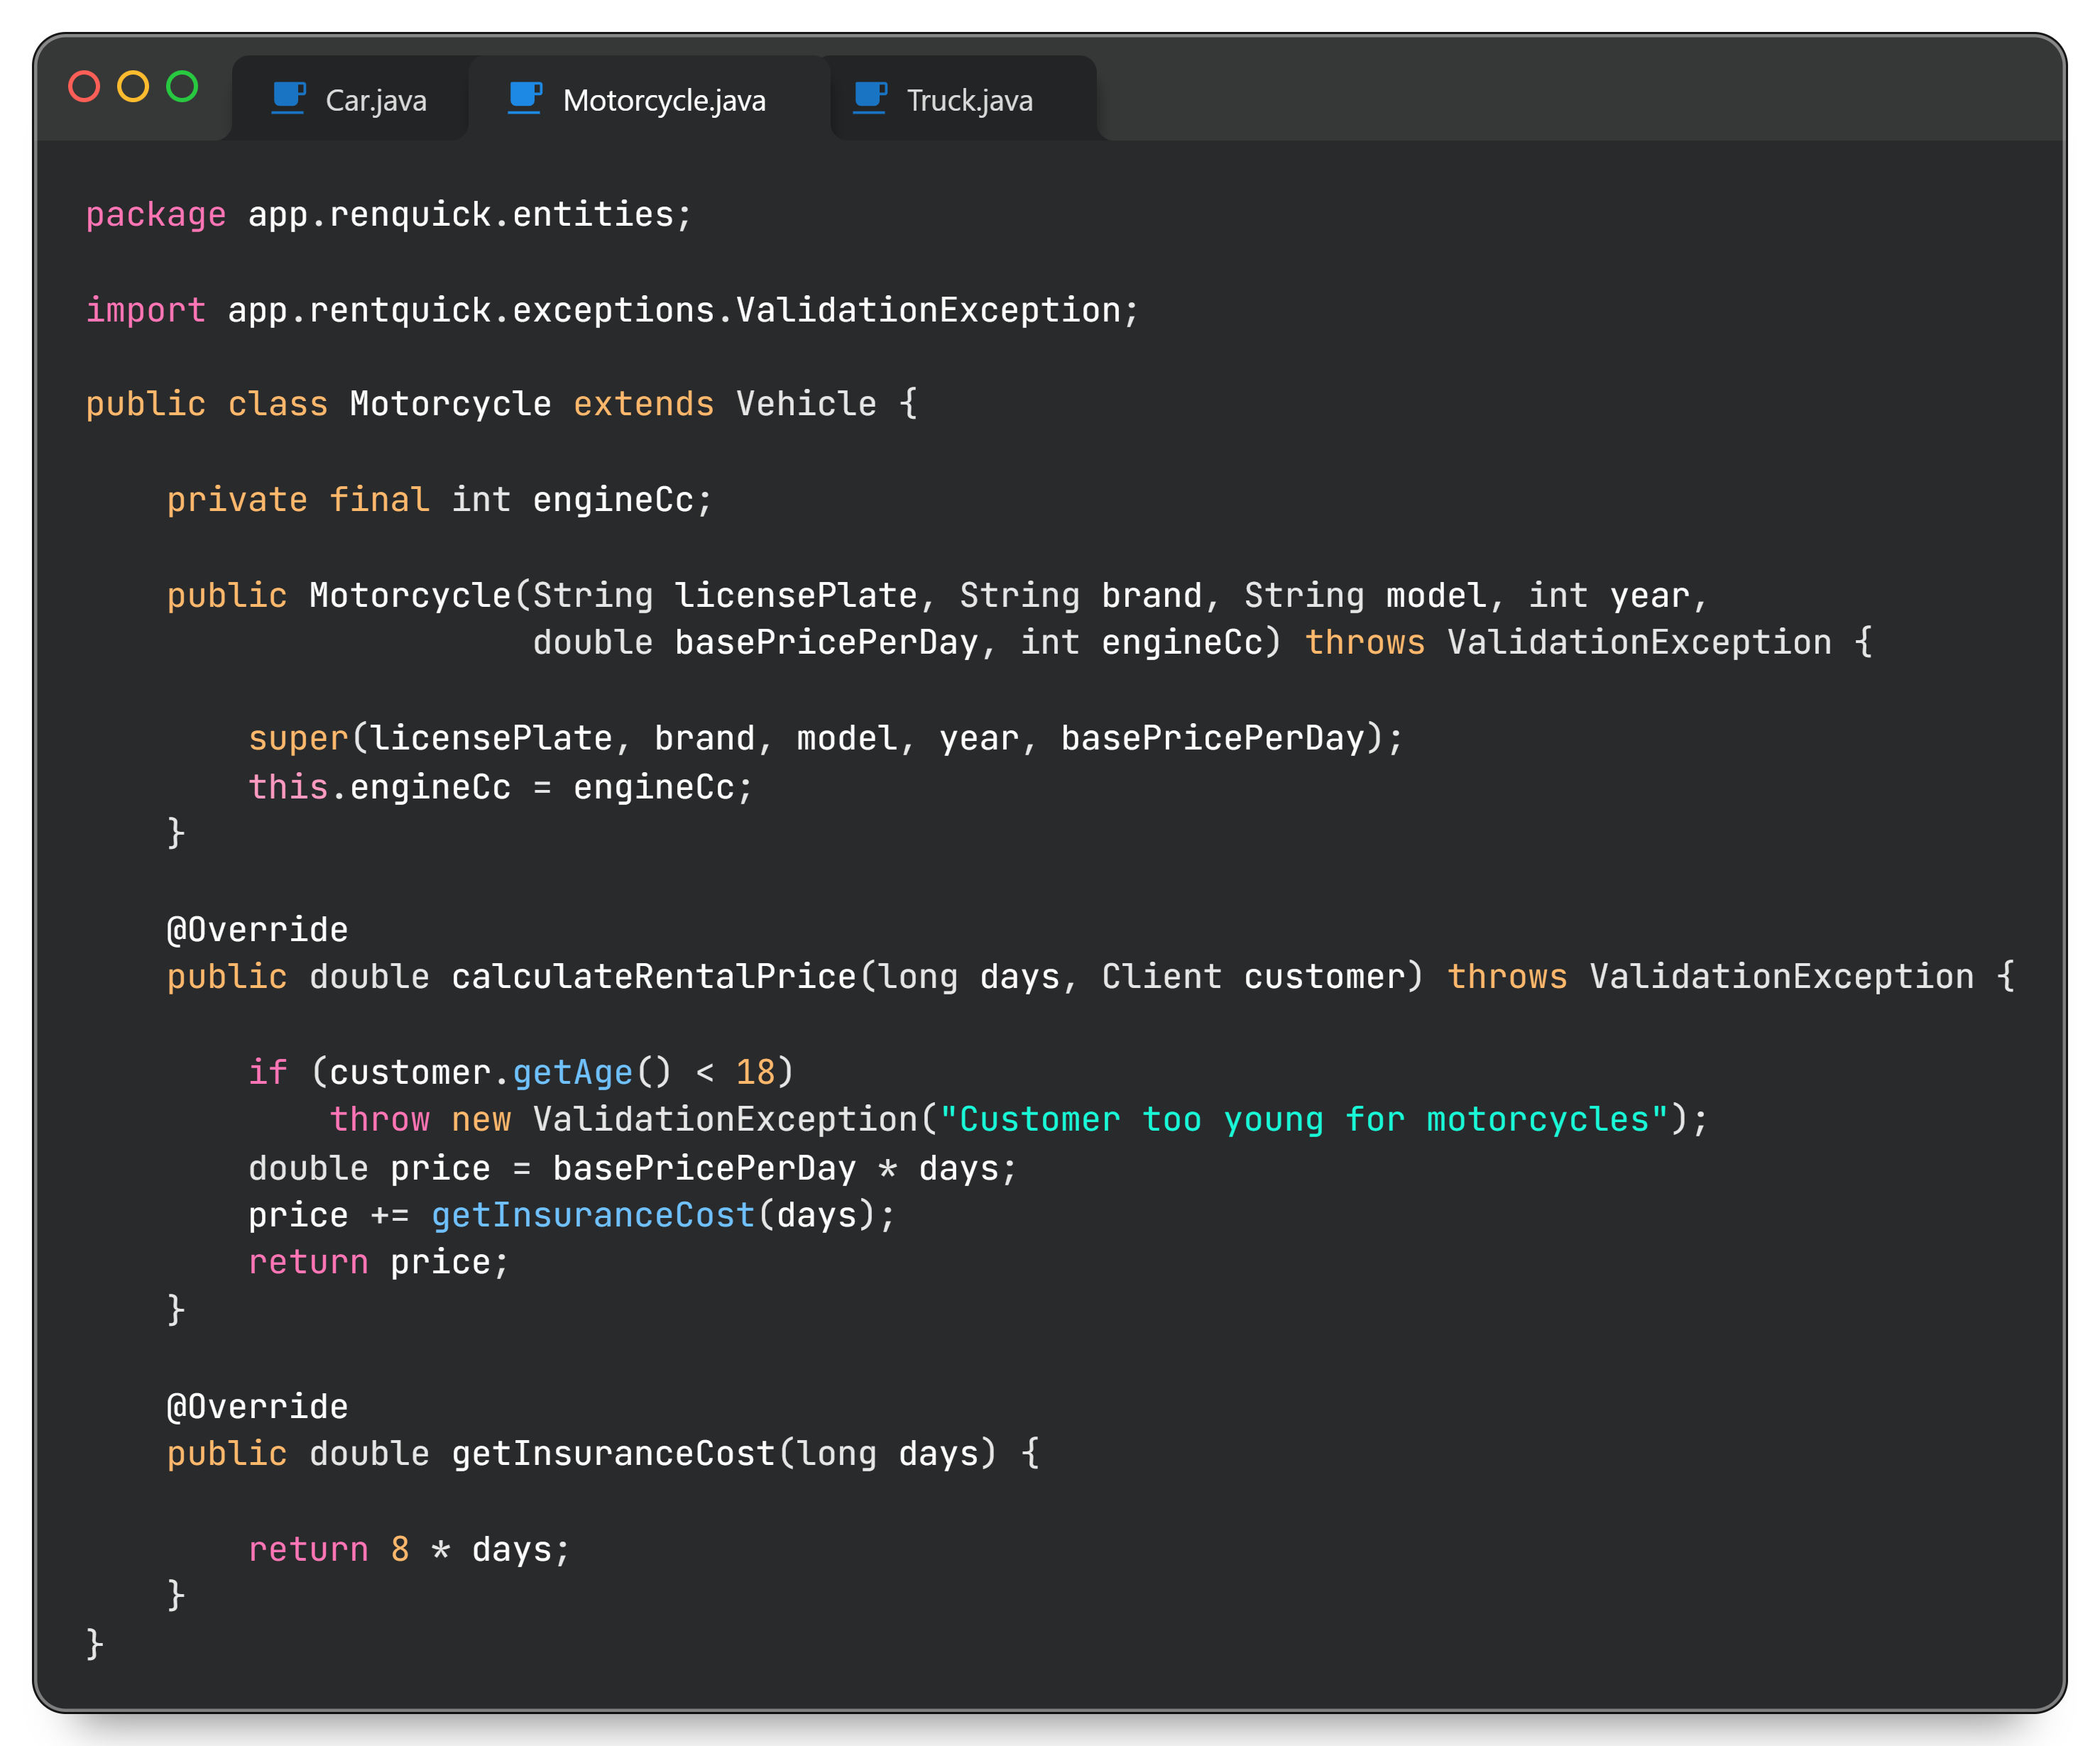 Car.java
Motorcycle.java
Truck.java
package app.renquick.entities;
import app.rentquick.exceptions.ValidationException;
public class Motorcycle extends Vehicle {
    private final int engineCc;
    public Motorcycle(String licensePlate, String brand, String model, int year,
                      double basePricePerDay, int engineCc) throws ValidationException {
        super(licensePlate, brand, model, year, basePricePerDay);
        this.engineCc = engineCc;
    }
    @Override
    public double calculateRentalPrice(long days, Client customer) throws ValidationException {
        if (customer.getAge() < 18)
            throw new ValidationException("Customer too young for motorcycles");
        double price = basePricePerDay * days;
        price += getInsuranceCost(days);
        return price;
    }
    @Override
    public double getInsuranceCost(long days) {
        return 8 * days;
    }
}